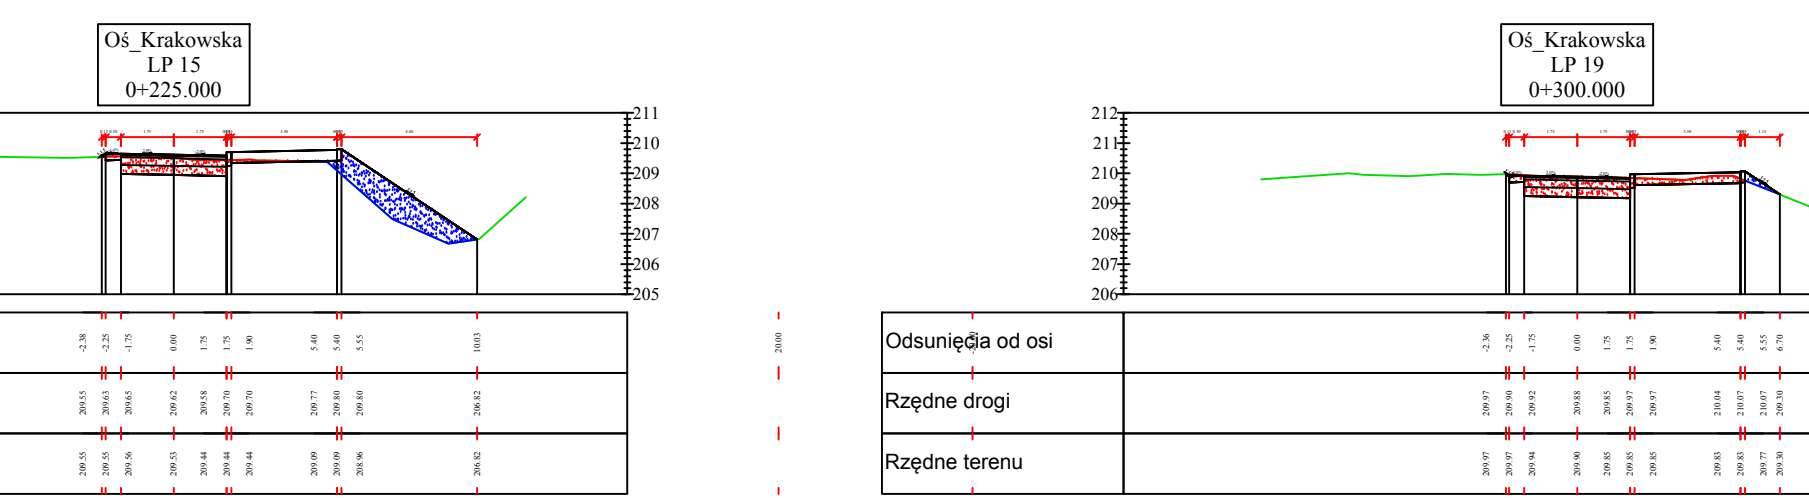 Oś_Krakowska
LP 15
0+225.000
211
210
209
208
207
206
205
-2.38 -2.25 -1.75 0.00 1.75 1.75 1.90 5.40 5.40 5.55 10.03 20.00
209.55 209.63 209.65 209.62 209.58 209.70 209.70 209.77 209.80 209.80 206.82
209.55 209.55 209.56 209.53 209.44 209.44 209.44 209.09 209.09 208.96 206.82
Oś_Krakowska
LP 19
0+300.000
212
211
210
209
208
207
206
Odsunięcia od osi
-2.36 -2.25 -1.75 0.00 1.75 1.75 1.90 5.40 5.40 5.55 6.70
Rzędne drogi
209.97 209.90 209.92 209.88 209.85 209.97 209.97 210.04 210.07 210.07 209.30
Rzędne terenu
209.97 209.97 209.94 209.90 209.85 209.85 209.85 209.83 209.83 209.77 209.30